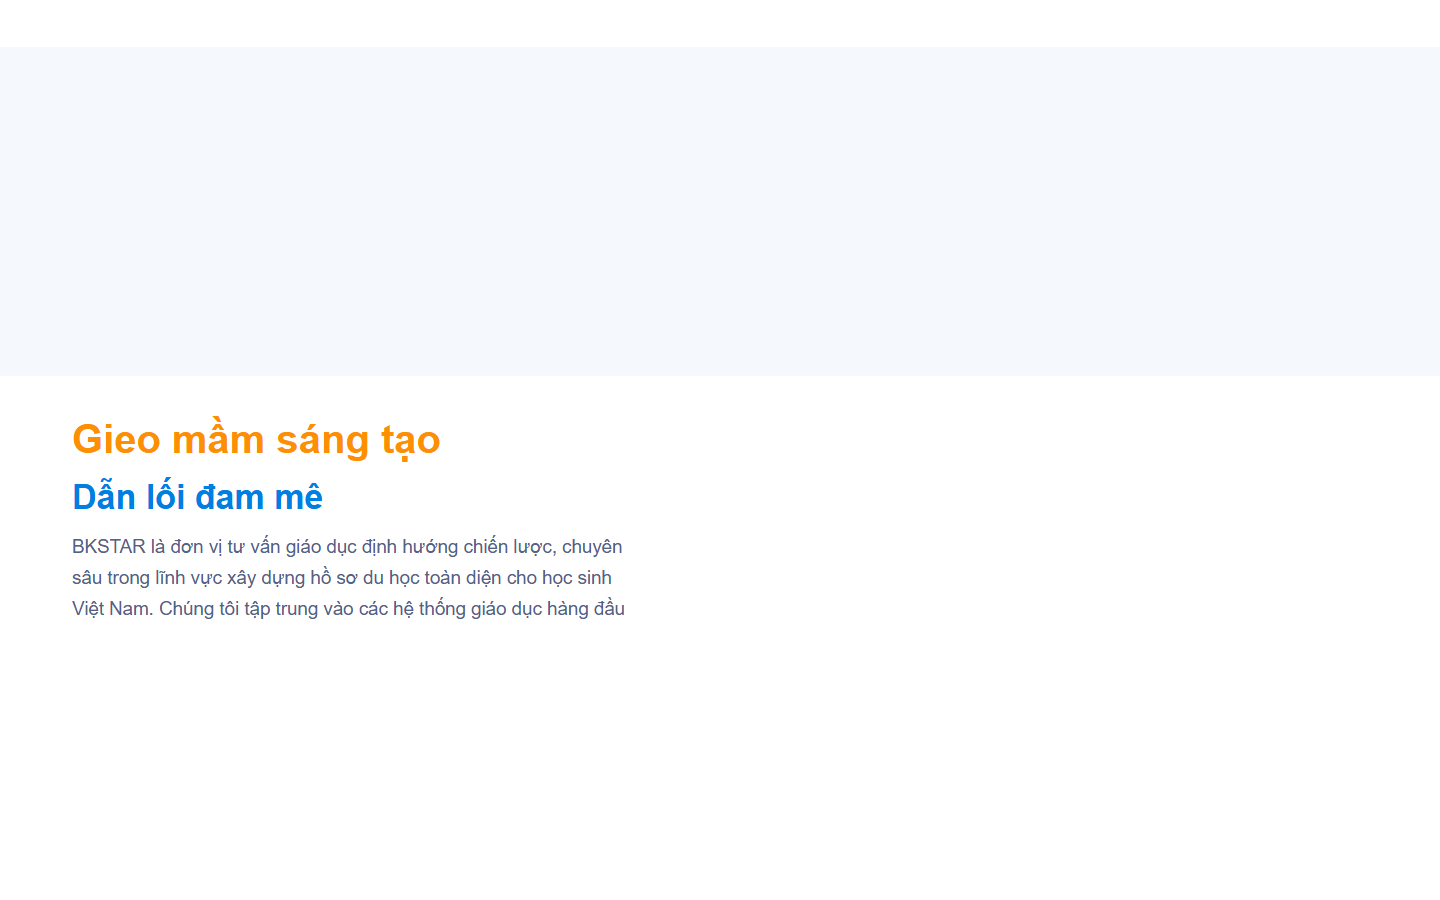 Gieo mầm sáng tạo
Dẫn lối đam mê
BKSTAR là đơn vị tư vấn giáo dục định hướng chiến lược, chuyên
sâu trong lĩnh vực xây dựng hồ sơ du học toàn diện cho học sinh
Việt Nam. Chúng tôi tập trung vào các hệ thống giáo dục hàng đầu